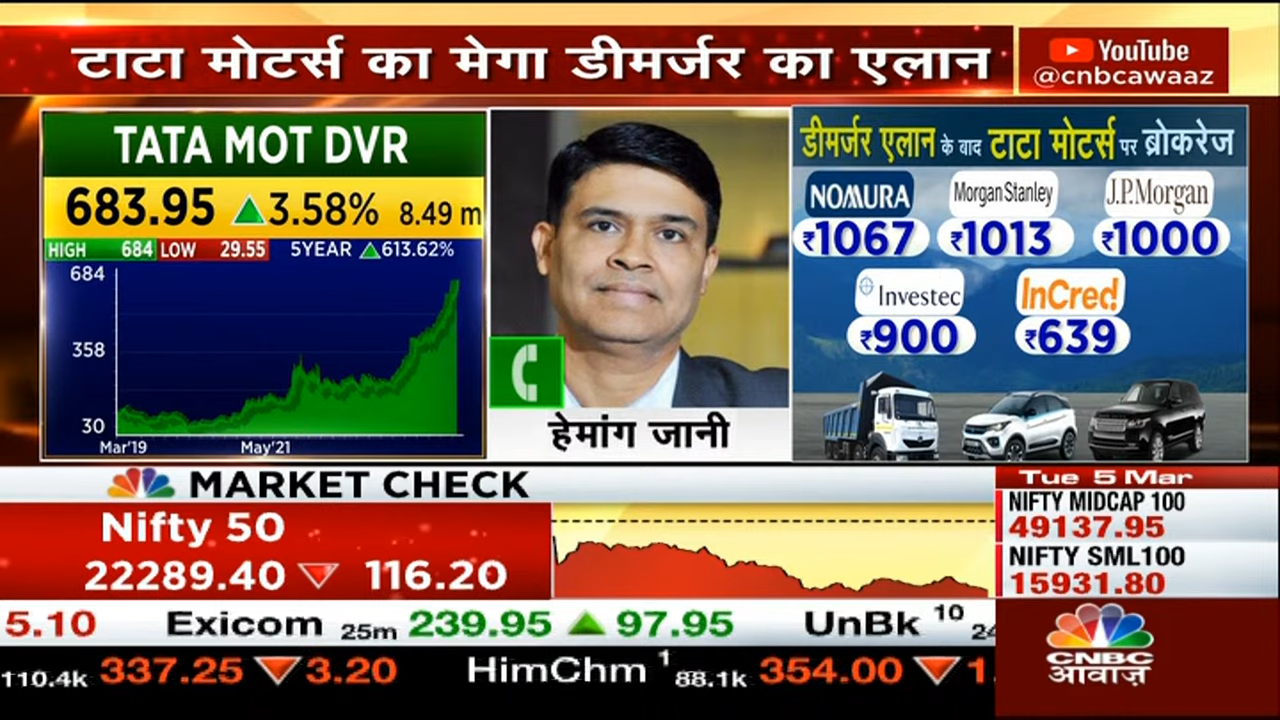 टाटा मोटर्स का मेगा डीमर्जर का एलान
YouTube
@cnbcawaaz
TATA MOT DVR
683.95 ▲3.58% 8.49 m
HIGH 684 LOW 29.55 5YEAR ▲613.62%
684
358
30
Mar'19 May'21
हेमांग जानी
डीमर्जर एलान के बाद टाटा मोटर्स पर ब्रोकरेज
NOMURA Morgan Stanley J.P.Morgan
₹1067 ₹1013 ₹1000
Investec InCred!
₹900 ₹639
MARKET CHECK
Nifty 50
22289.40 ▼ 116.20
Tue 5 Mar
NIFTY MIDCAP 100
49137.95
NIFTY SML100
15931.80
5.10 Exicom 25m 239.95 ▲ 97.95 UnBk 10 24
110.4k 337.25 ▼3.20 HimChm 1 88.1k 354.00 ▼1.
CNBC
आवाज़